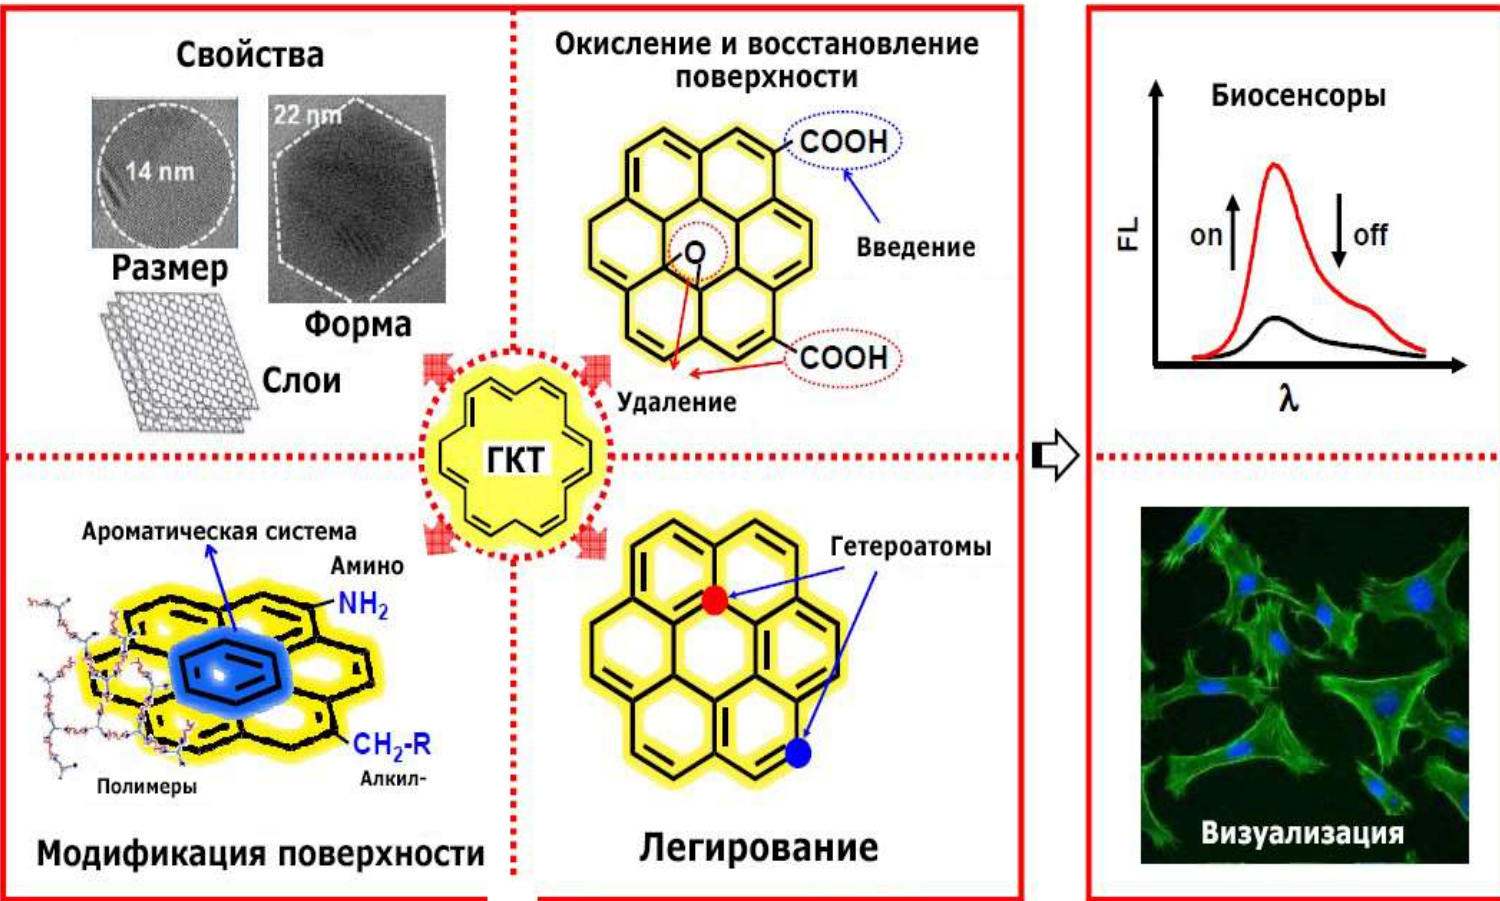 Свойства
14 nm
22 nm
Размер
Форма
Слои
Окисление и восстановление
поверхности
COOH
Введение
O
COOH
Удаление
ГКТ
Ароматическая система
Амино
NH2
CH2-R
Алкил-
Полимеры
Модификация поверхности
Гетероатомы
Легирование
Биосенсоры
FL
on
off
λ
Визуализация